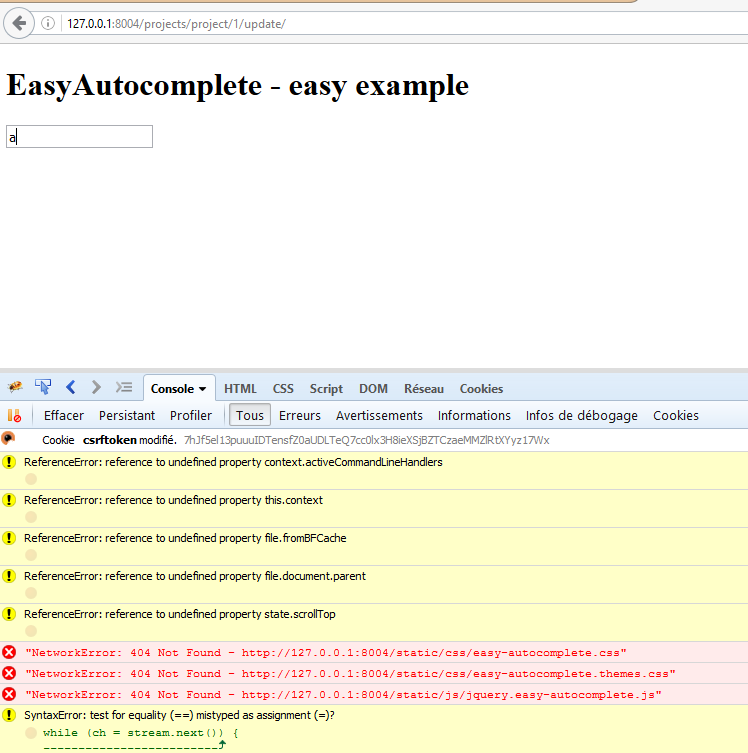 127.0.0.1:8004/projects/project/1/update/
EasyAutocomplete - easy example
a
Console HTML CSS Script DOM Réseau Cookies
Effacer Persistant Profiler Tous Erreurs Avertissements Informations Infos de débogage Cookies
Cookie csrftoken modifié. 7hJf5el13puuuIDTensfZ0aUDLTeQ7cc0lx3H8ieXSjBZTCzaeMMZlRtXYyz17Wx
ReferenceError: reference to undefined property context.activeCommandLineHandlers
ReferenceError: reference to undefined property this.context
ReferenceError: reference to undefined property file.fromBFCache
ReferenceError: reference to undefined property file.document.parent
ReferenceError: reference to undefined property state.scrollTop
"NetworkError: 404 Not Found - http://127.0.0.1:8004/static/css/easy-autocomplete.css"
"NetworkError: 404 Not Found - http://127.0.0.1:8004/static/css/easy-autocomplete.themes.css"
"NetworkError: 404 Not Found - http://127.0.0.1:8004/static/js/jquery.easy-autocomplete.js"
SyntaxError: test for equality (==) mistyped as assignment (=)?
while (ch = stream.next()) {